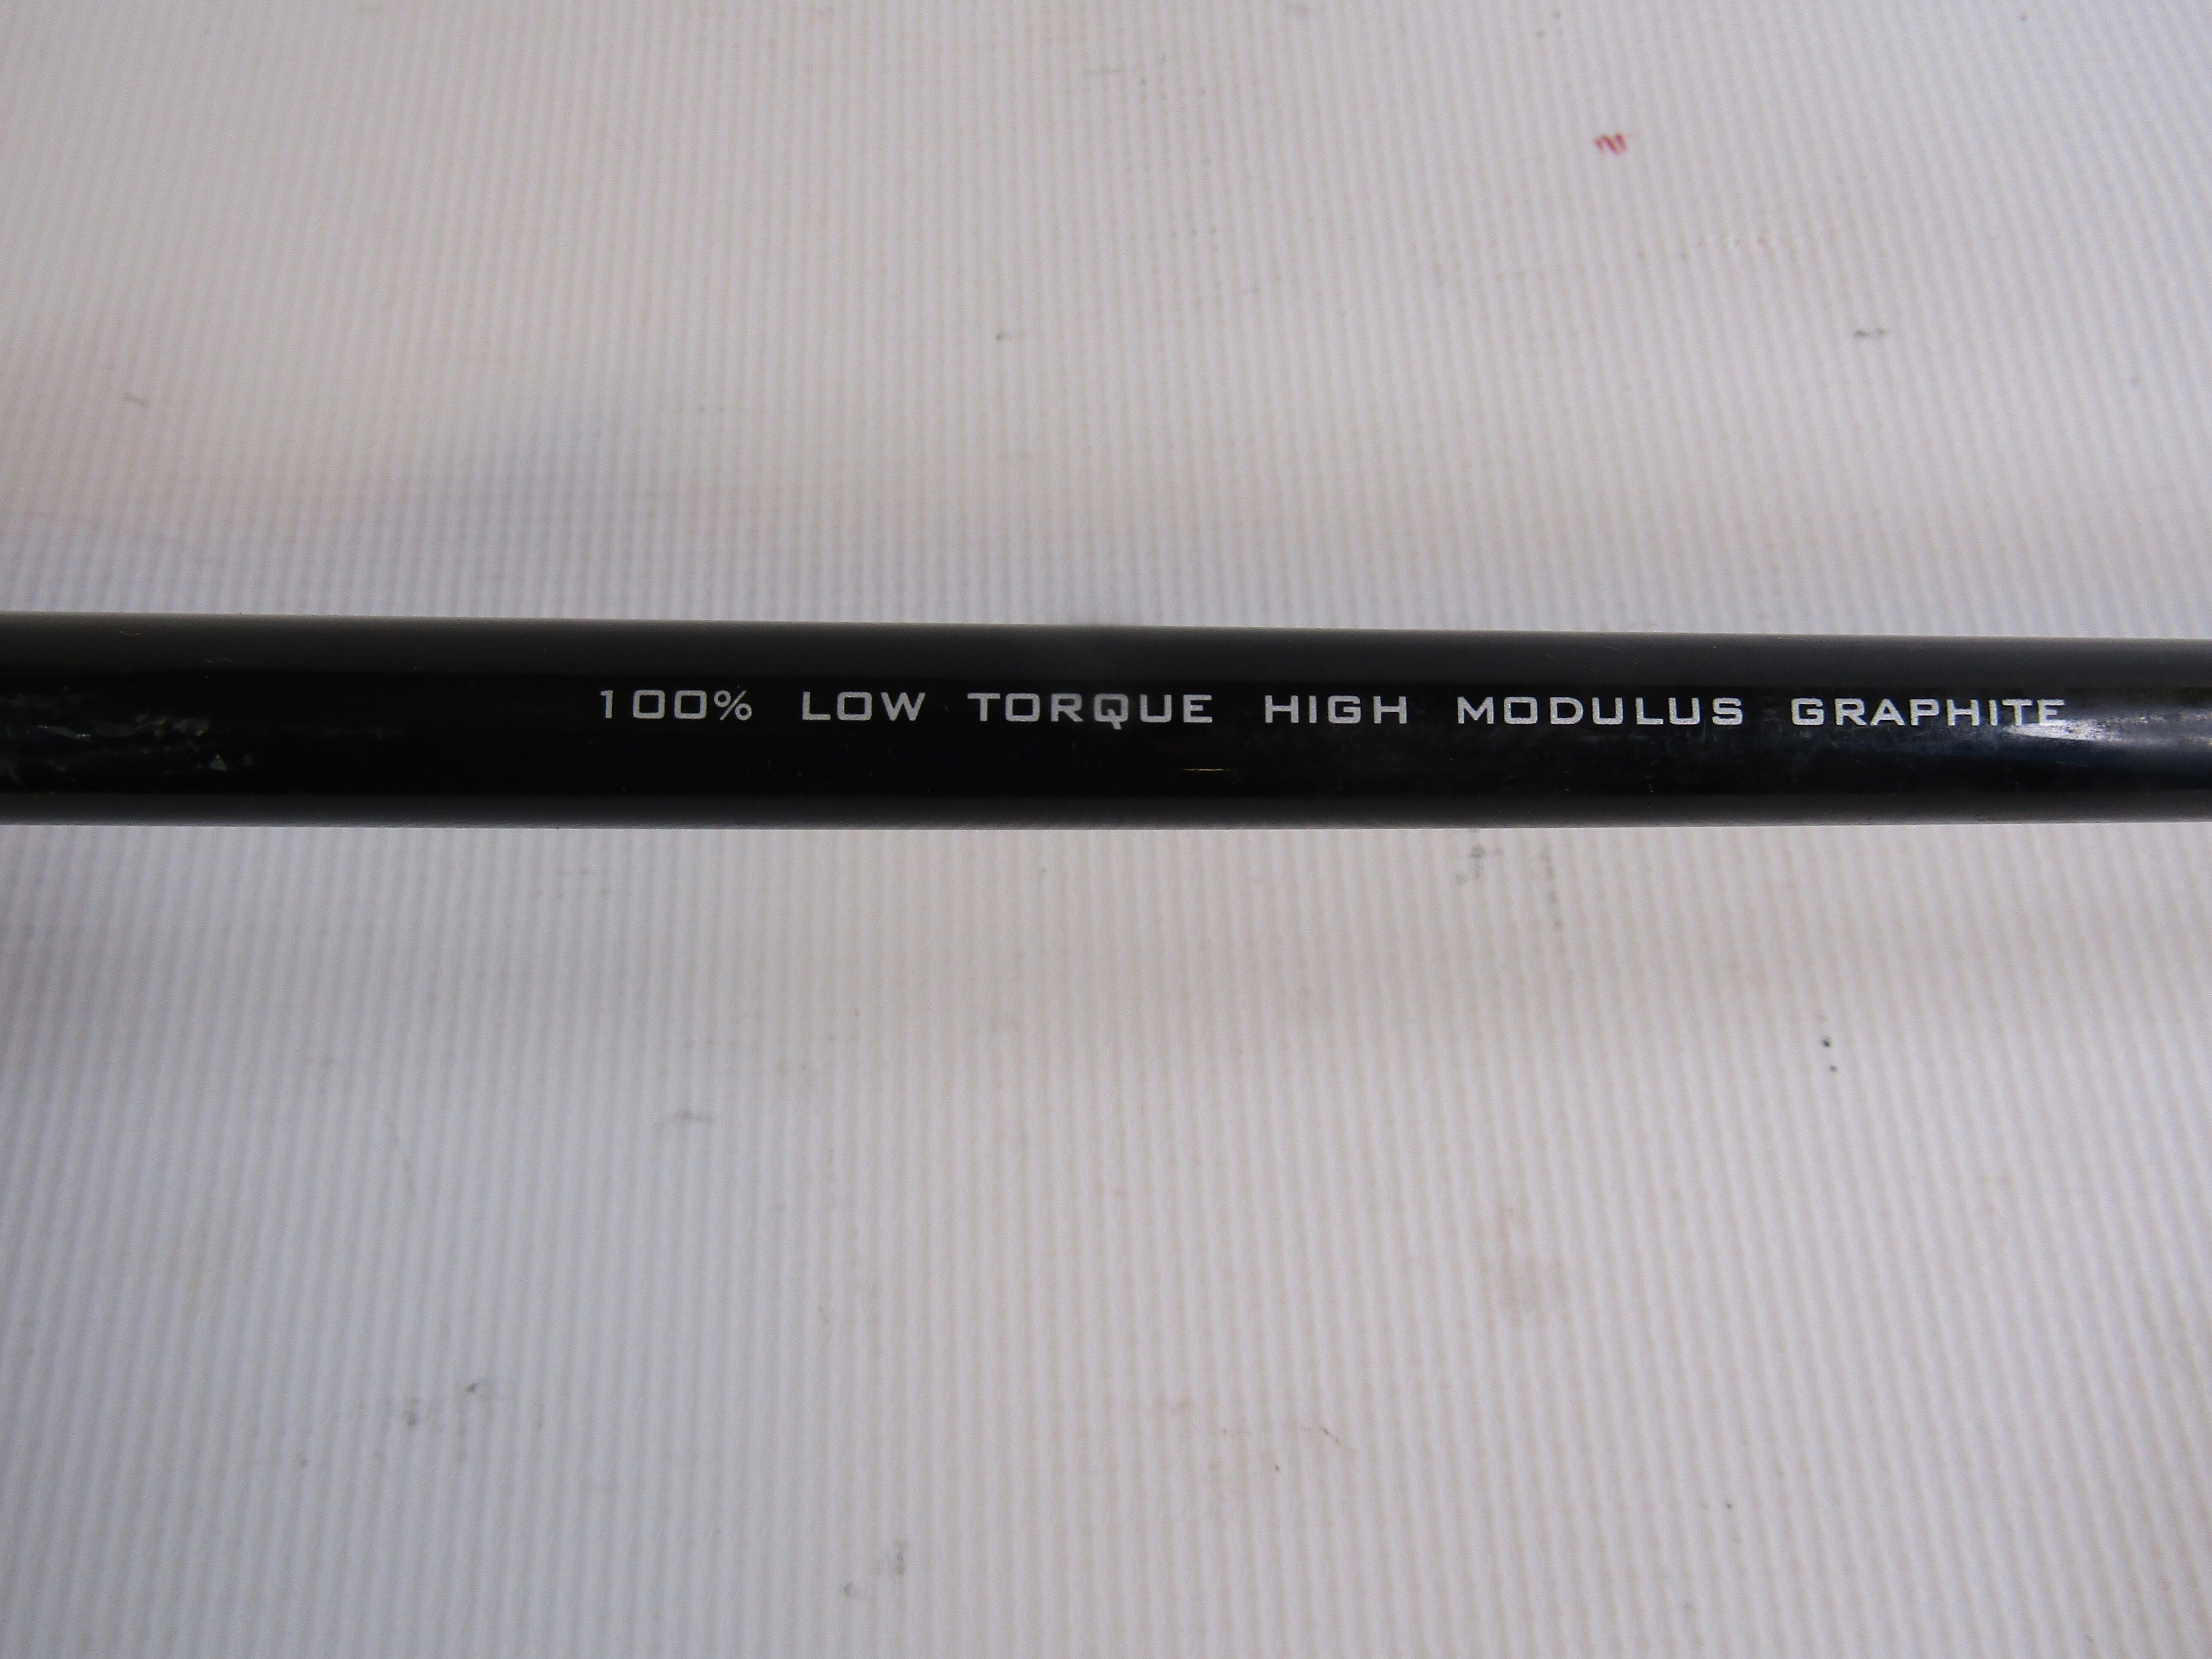 100% LOW TORQUE HIGH MODULUS GRAPHITE